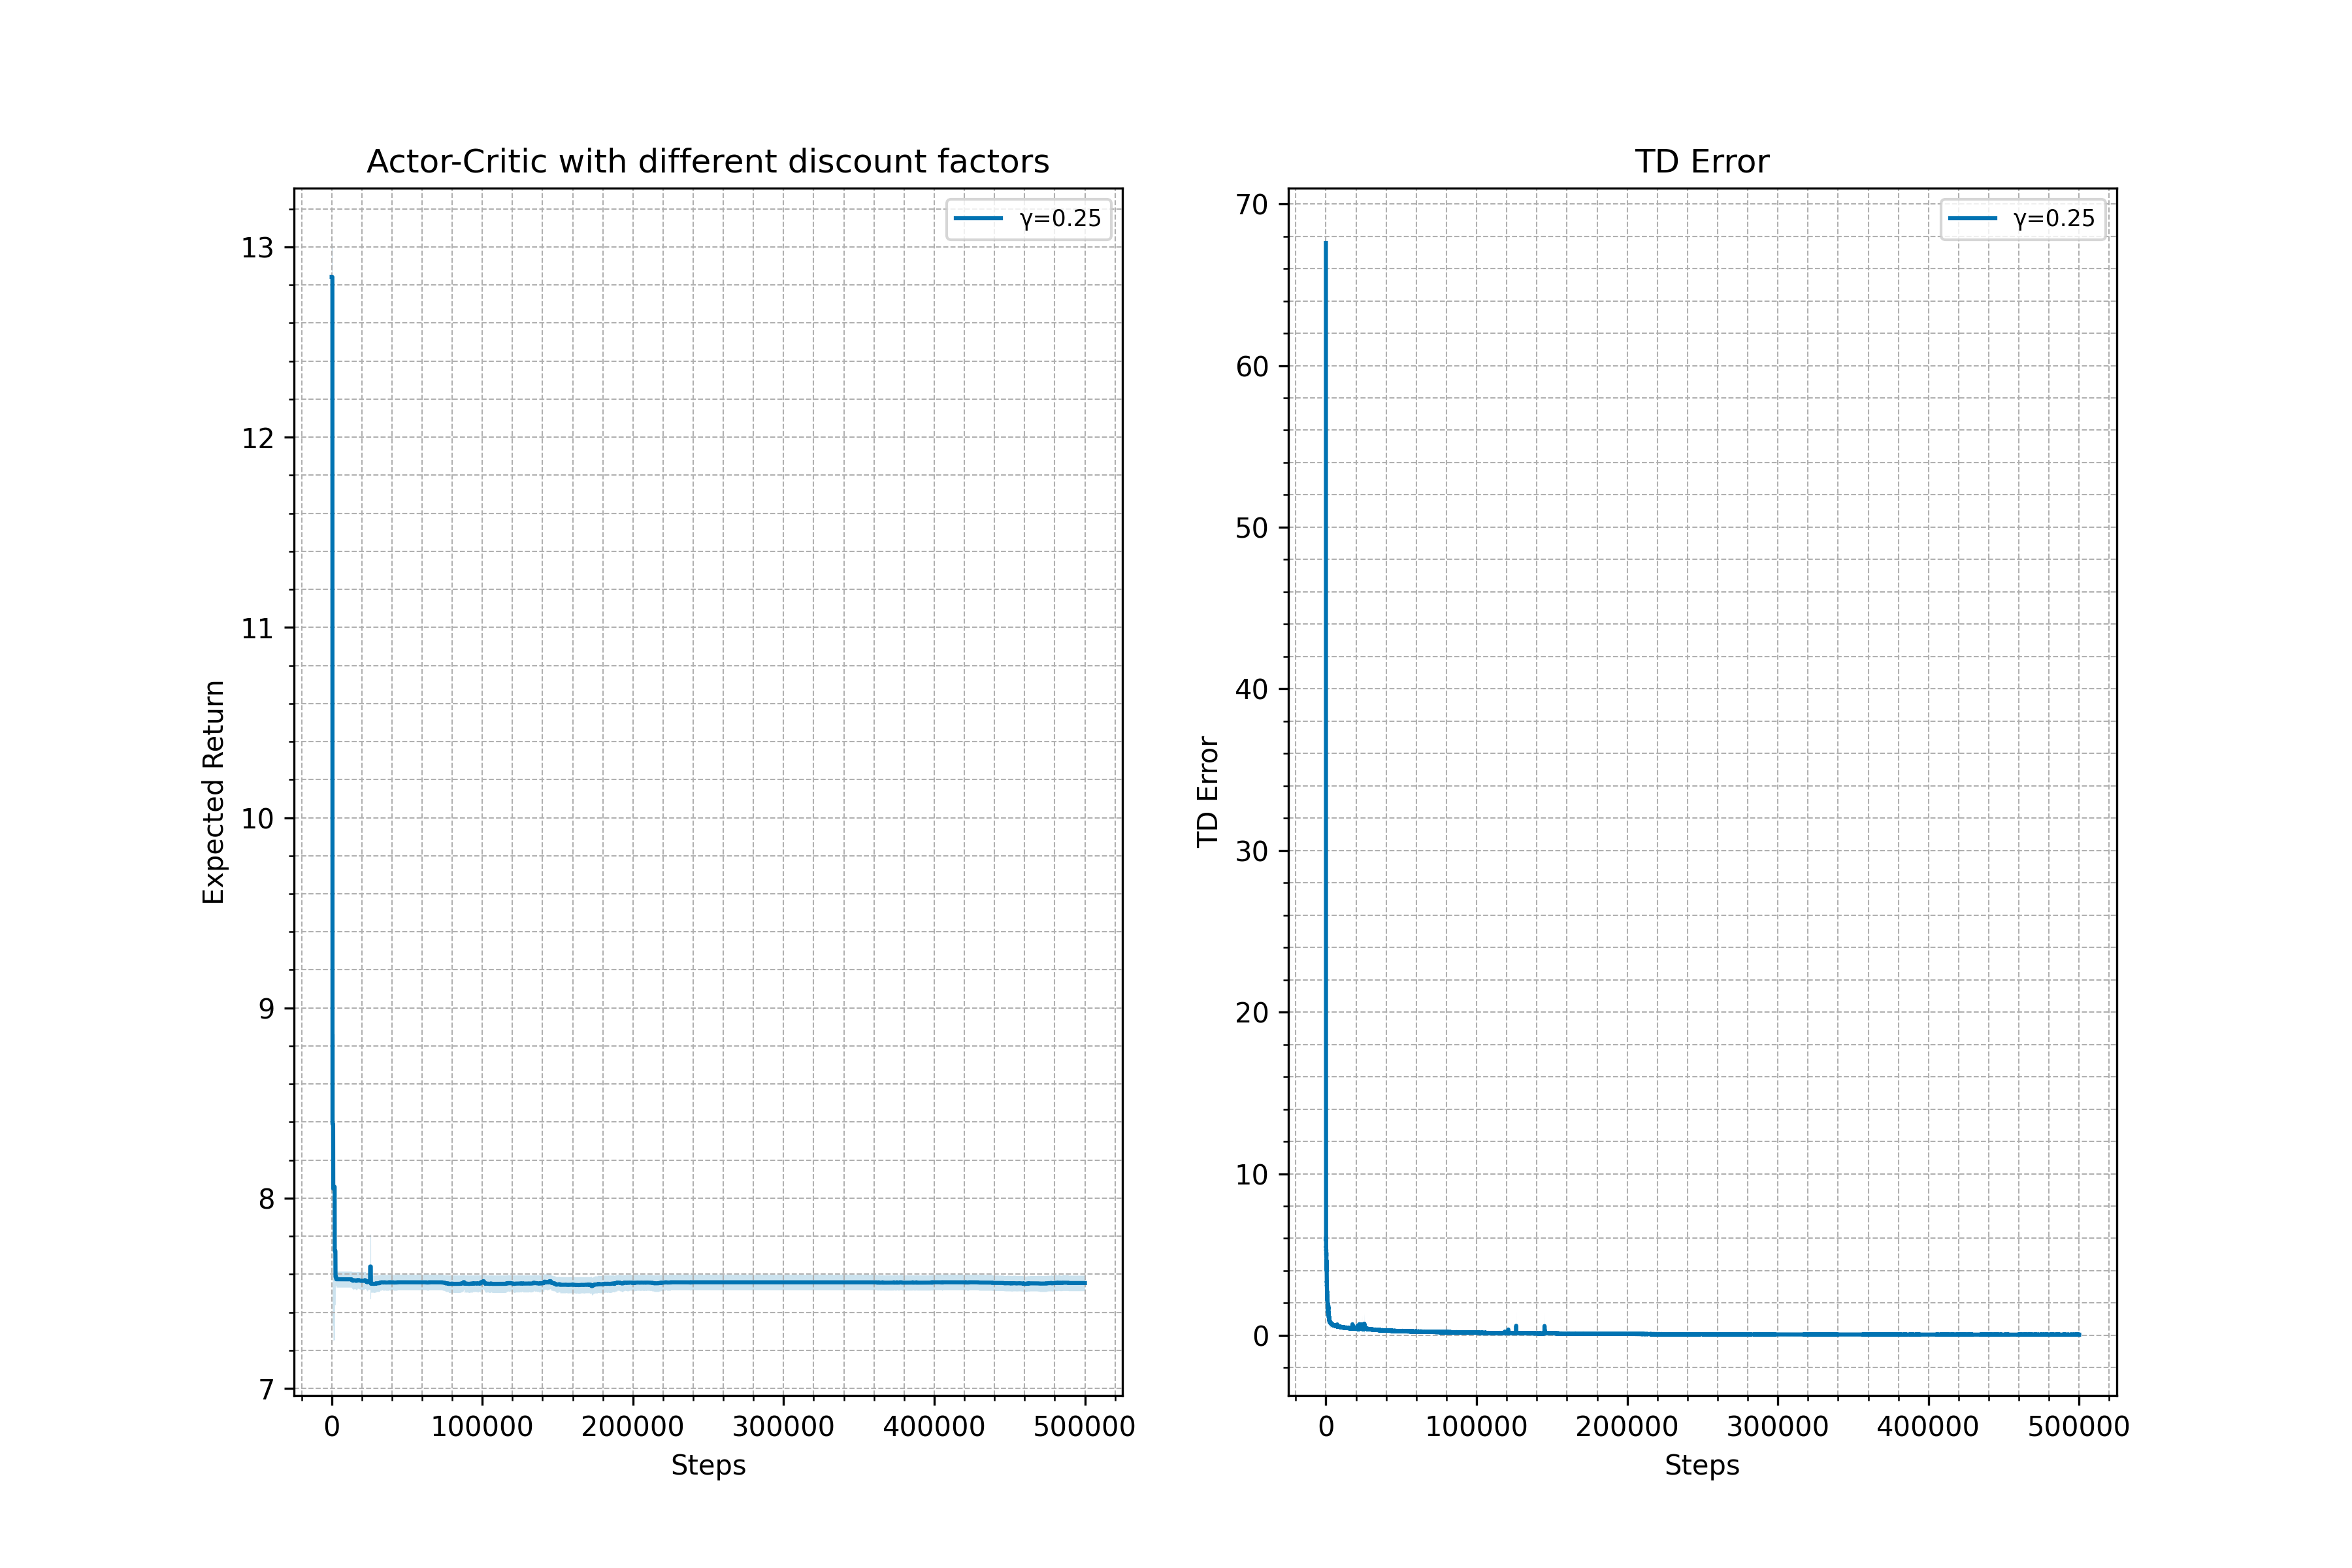 Actor-Critic with different discount factors
γ=0.25
13
12
11
10
9
8
7
Expected Return
0 100000 200000 300000 400000 500000
Steps
TD Error
γ=0.25
70
60
50
40
30
20
10
0
TD Error
0 100000 200000 300000 400000 500000
Steps